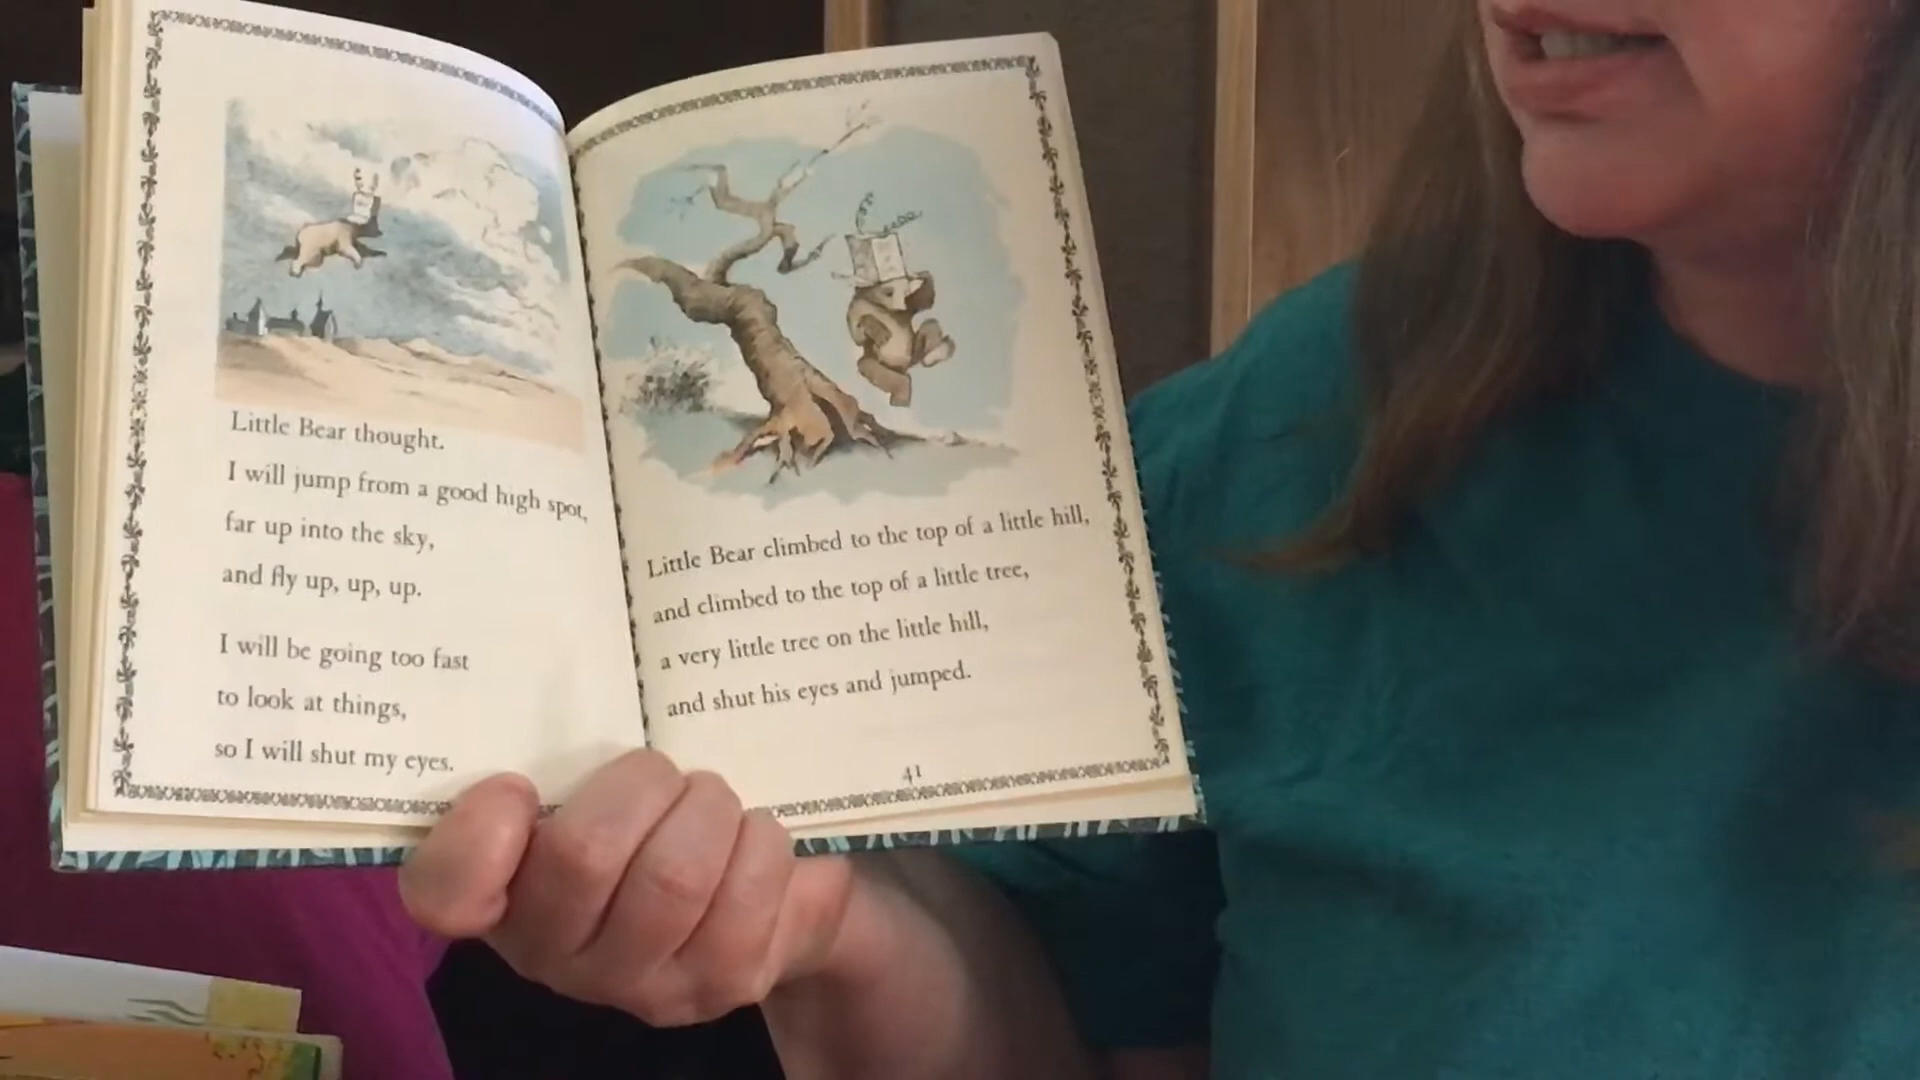 Little Bear thought.
I will jump from a good high spot,
far up into the sky,
and fly up, up, up.
I will be going too fast
to look at things,
so I will shut my eyes.
Little Bear climbed to the top of a little hill,
and climbed to the top of a little tree,
a very little tree on the little hill,
and shut his eyes and jumped.
41